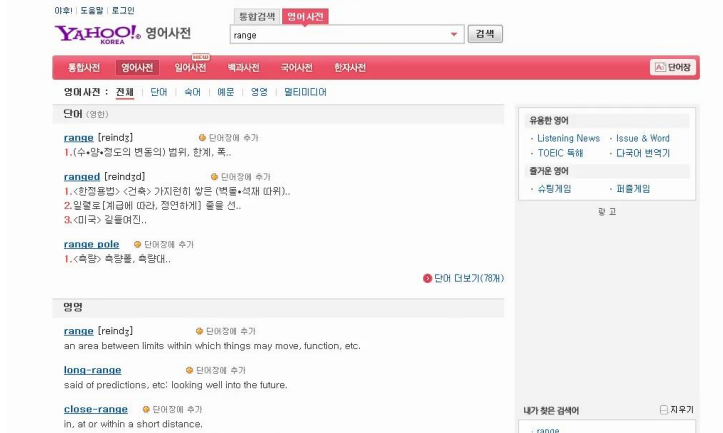 야후! | 도움말 | 로그인
통합검색 영어사전
YAHOO! KOREA 영어사전
range 검색
통합사전 영어사전 일어사전 NEW 백과사전 국어사전 한자사전 단어장
영어사전 : 전체 | 단어 | 숙어 | 예문 | 영영 | 멀티미디어
단어 (영한)
range [reindʒ] 단어장에 추가
1.(수•양•정도의 변동의) 범위, 한계, 폭..
ranged [reindʒd] 단어장에 추가
1.<한정용법> <건축> 가지런히 쌓은 (벽돌•석재 따위)..
2.일렬로[계급에 따라, 정연하게] 줄을 선..
3.<미국> 길들여진..
range pole 단어장에 추가
1.<측량> 측량폴, 측량대..
단어 더보기(78개)
영영
range [reindʒ] 단어장에 추가
an area between limits within which things may move, function, etc.
long-range 단어장에 추가
said of predictions, etc: looking well into the future.
close-range 단어장에 추가
in, at or within a short distance.
유용한 영어
· Listening News · Issue & Word
· TOEIC 독해 · 다국어 번역기
즐거운 영어
· 슈팅게임 · 퍼즐게임
광 고
내가 찾은 검색어 지우기
· range